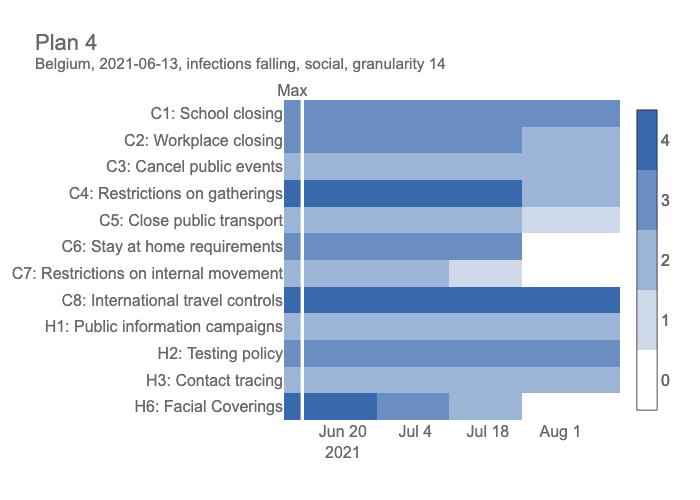 Plan 4
Belgium, 2021-06-13, infections falling, social, granularity 14
Max
C1: School closing
C2: Workplace closing
C3: Cancel public events
C4: Restrictions on gatherings
C5: Close public transport
C6: Stay at home requirements
C7: Restrictions on internal movement
C8: International travel controls
H1: Public information campaigns
H2: Testing policy
H3: Contact tracing
H6: Facial Coverings
Jun 20 Jul 4 Jul 18 Aug 1
2021
4
3
2
1
0